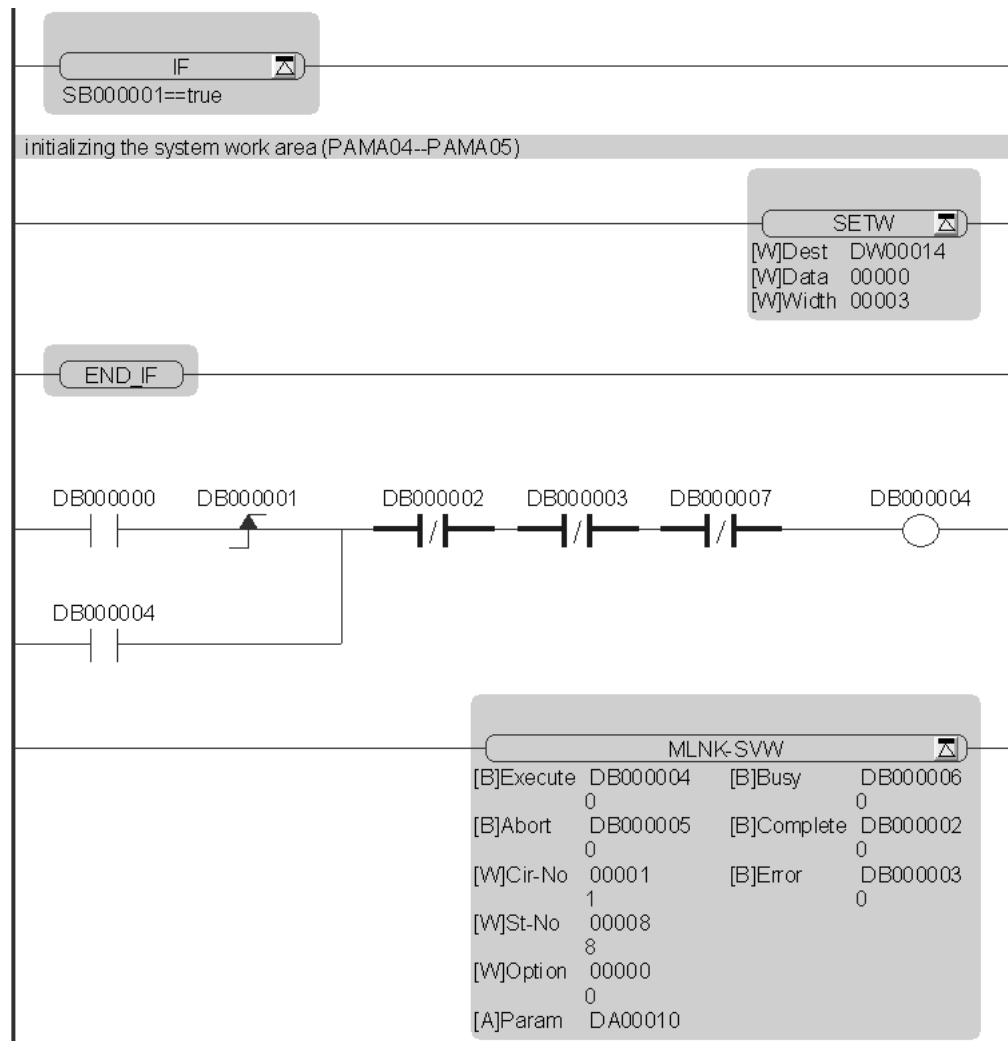 IF
SB000001==true
initializing the system work area (PAMA04--PAMA05)
SETW
[W]Dest DW00014
[W]Data 00000
[W]Width 00003
END_IF
DB000000 DB000001 DB000002 DB000003 DB000007 DB000004
DB000004
MLNK-SVW
[B]Execute DB000004 [B]Busy DB000006
0 0
[B]Abort DB000005 [B]Complete DB000002
0 0
[W]Cir-No 00001 [B]Error DB000003
1 0
[W]St-No 00008
8
[W]Option 00000
0
[A]Param DA00010